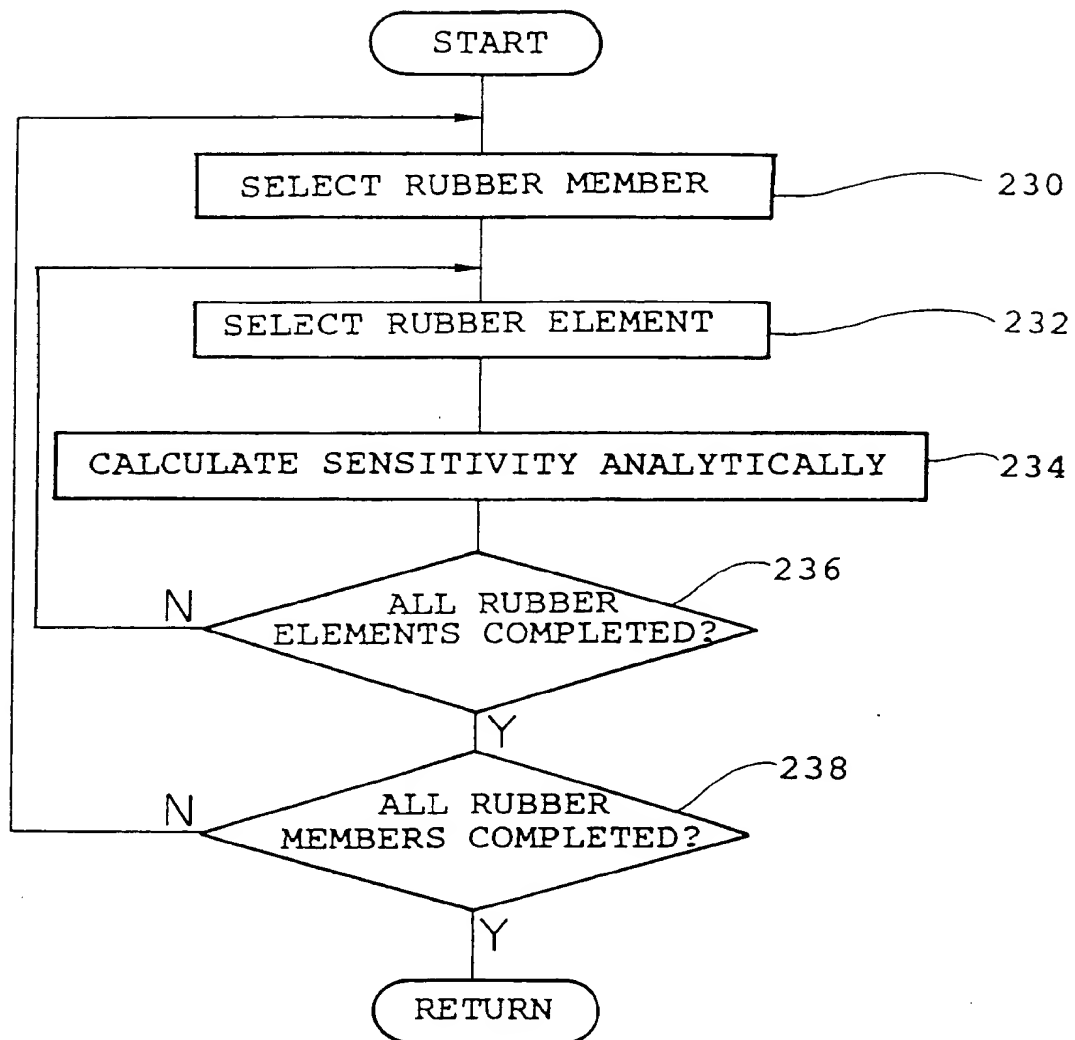 START
SELECT RUBBER MEMBER
230
SELECT RUBBER ELEMENT
232
CALCULATE SENSITIVITY ANALYTICALLY
234
236
ALL RUBBER
ELEMENTS COMPLETED?
N
Y
238
ALL RUBBER
MEMBERS COMPLETED?
N
Y
RETURN